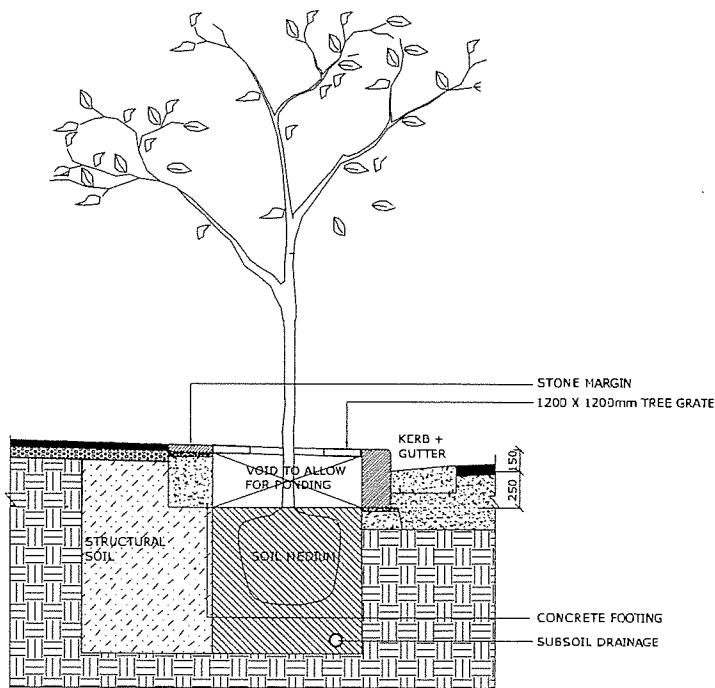 STONE MARGIN
1200 X 1200mm TREE GRATE
KERB +
GUTTER
150
250
VOID TO ALLOW
FOR PONDING
STRUCTURAL
SOIL
SOIL MEDIUM
CONCRETE FOOTING
SUBSOIL DRAINAGE